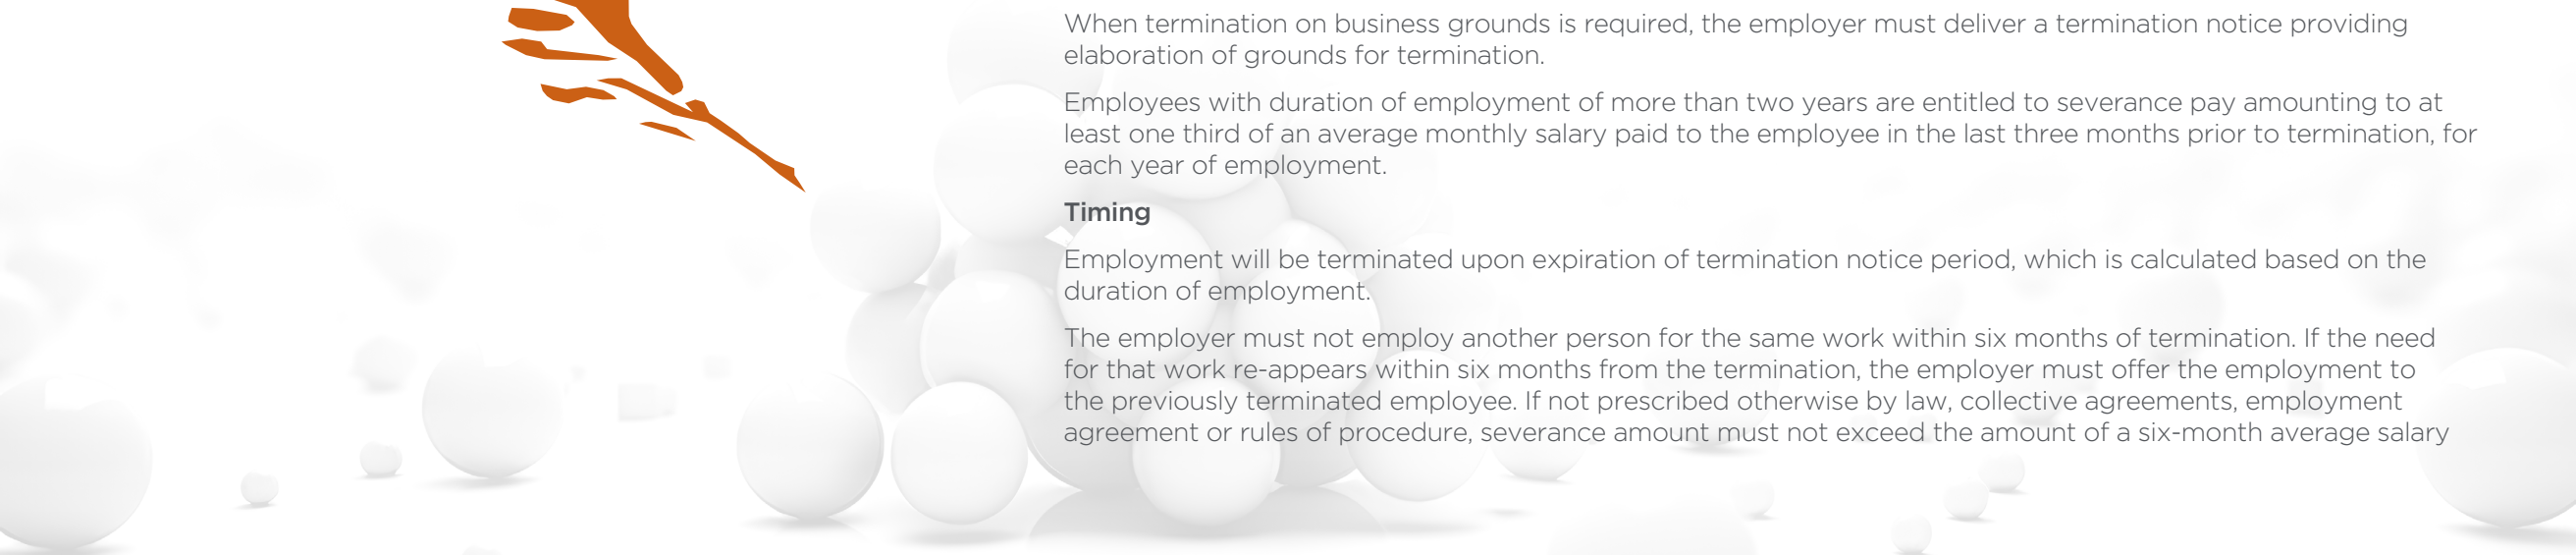 When termination on business grounds is required, the employer must deliver a termination notice providing
elaboration of grounds for termination.
Employees with duration of employment of more than two years are entitled to severance pay amounting to at
least one third of an average monthly salary paid to the employee in the last three months prior to termination, for
each year of employment.
Timing
Employment will be terminated upon expiration of termination notice period, which is calculated based on the
duration of employment.
The employer must not employ another person for the same work within six months of termination. If the need
for that work re-appears within six months from the termination, the employer must offer the employment to
the previously terminated employee. If not prescribed otherwise by law, collective agreements, employment
agreement or rules of procedure, severance amount must not exceed the amount of a six-month average salary